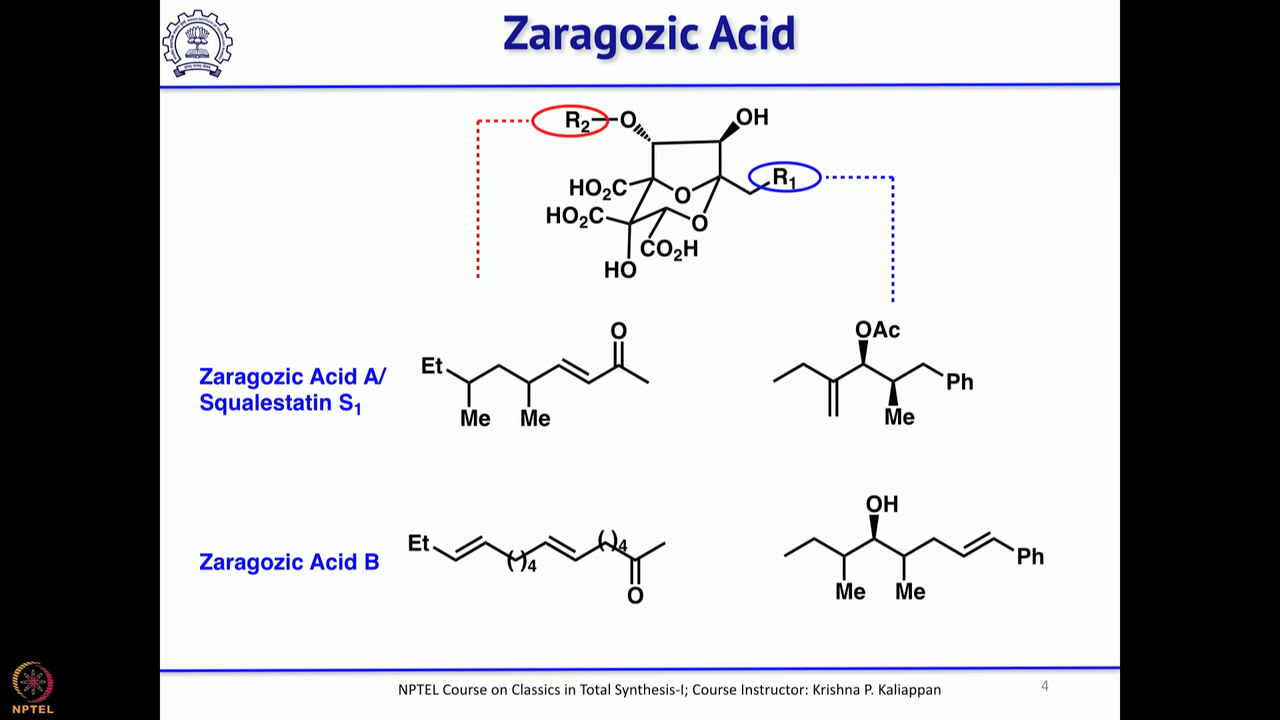 Zaragozic Acid
R₂
O
OH
HO₂C
O
R₁
HO₂C
O
CO₂H
HO
O
OAc
Et
Zaragozic Acid A/
Squalestatin S₁
Ph
Me Me
Me
OH
Et
( )₄
( )₄
Zaragozic Acid B
Ph
O
Me Me
NPTEL Course on Classics in Total Synthesis-I; Course Instructor: Krishna P. Kaliappan
4
NPTEL